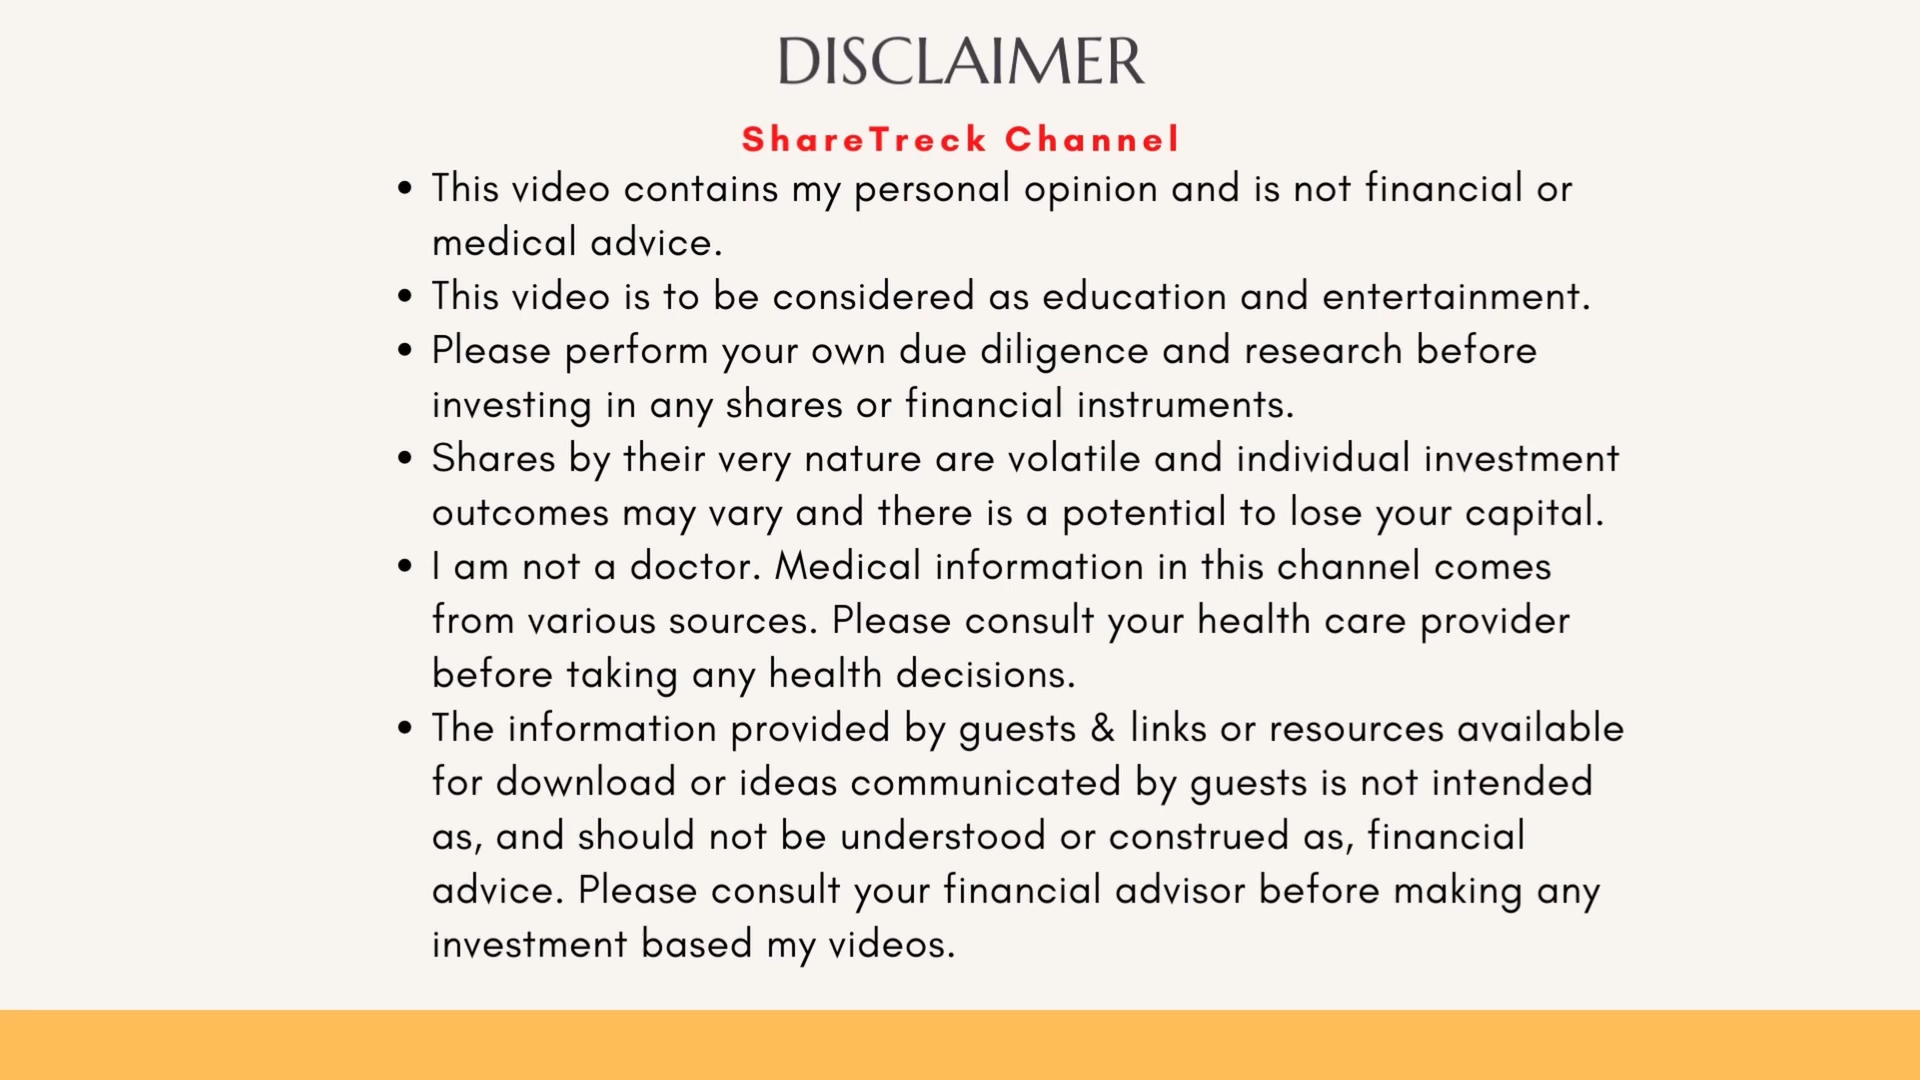 DISCLAIMER
ShareTreck Channel
• This video contains my personal opinion and is not financial or
medical advice.
• This video is to be considered as education and entertainment.
• Please perform your own due diligence and research before
investing in any shares or financial instruments.
• Shares by their very nature are volatile and individual investment
outcomes may vary and there is a potential to lose your capital.
• I am not a doctor. Medical information in this channel comes
from various sources. Please consult your health care provider
before taking any health decisions.
• The information provided by guests & links or resources available
for download or ideas communicated by guests is not intended
as, and should not be understood or construed as, financial
advice. Please consult your financial advisor before making any
investment based my videos.